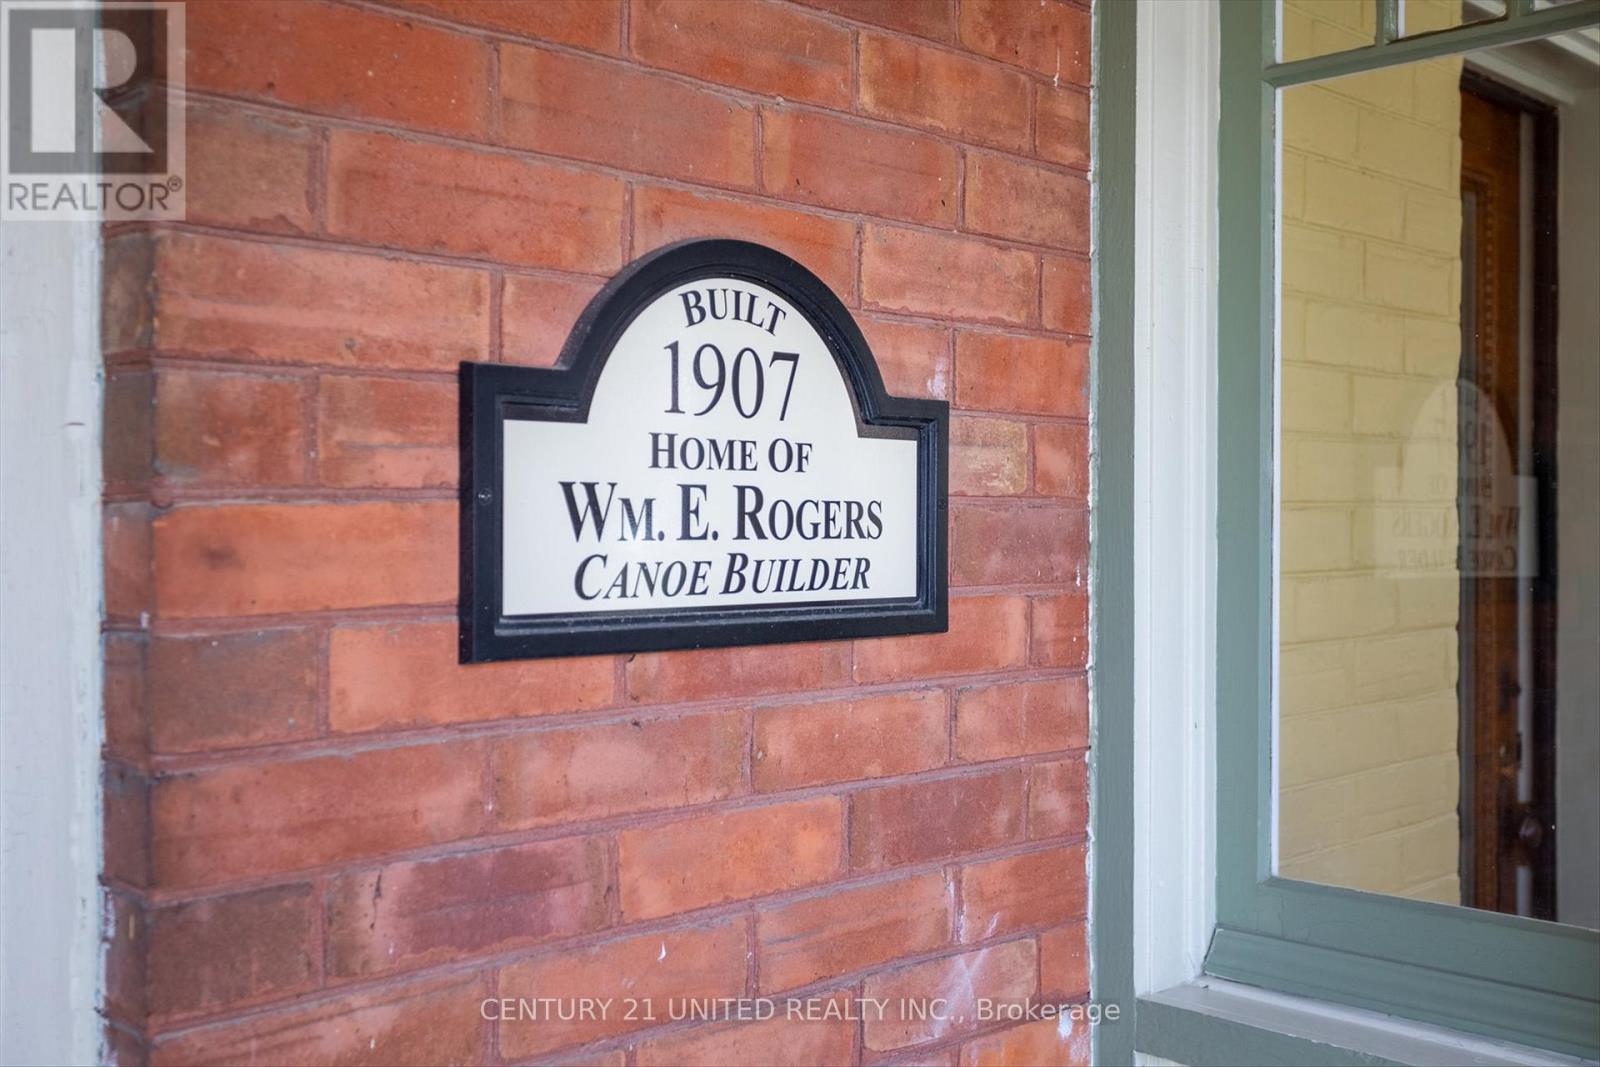 REALTOR®
BUILT
1907
HOME OF
WM. E. ROGERS
CANOE BUILDER
CENTURY 21 UNITED REALTY INC., Brokerage